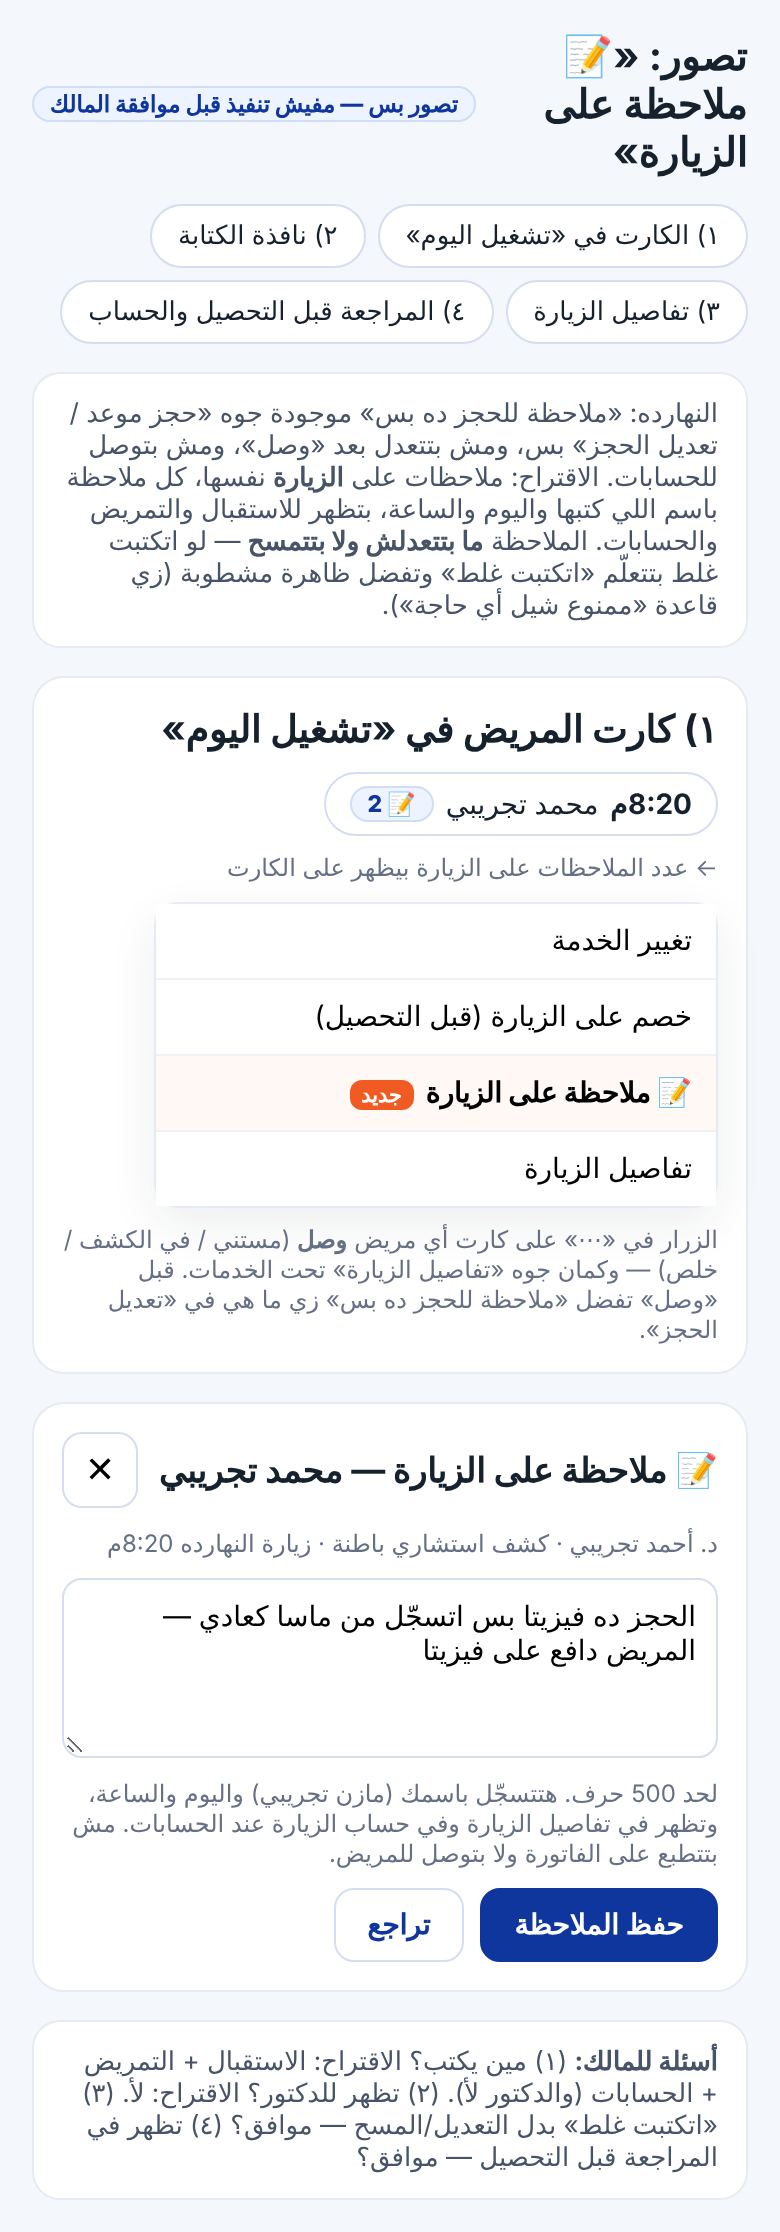 تصور: «📝
ملاحظة على
الزيارة»
تصور بس — مفيش تنفيذ قبل موافقة المالك
١) الكارت في «تشغيل اليوم»
٢) نافذة الكتابة
٣) تفاصيل الزيارة
٤) المراجعة قبل التحصيل والحساب
النهارده: «ملاحظة للحجز ده بس» موجودة جوه «حجز موعد /
تعديل الحجز» بس، ومش بتتعدل بعد «وصل»، ومش بتوصل
للحسابات. الاقتراح: ملاحظات على الزيارة نفسها، كل ملاحظة
باسم اللي كتبها واليوم والساعة، بتظهر للاستقبال والتمريض
والحسابات. الملاحظة ما بتتعدلش ولا بتتمسح — لو اتكتبت
غلط بتتعلّم «اتكتبت غلط» وتفضل ظاهرة مشطوبة (زي
قاعدة «ممنوع شيل أي حاجة»).
١) كارت المريض في «تشغيل اليوم»
8:20م محمد تجريبي 📝 2
← عدد الملاحظات على الزيارة بيظهر على الكارت
تغيير الخدمة
خصم على الزيارة (قبل التحصيل)
📝 ملاحظة على الزيارة جديد
تفاصيل الزيارة
الزرار في «⋯» على كارت أي مريض وصل (مستني / في الكشف /
خلص) — وكمان جوه «تفاصيل الزيارة» تحت الخدمات. قبل
«وصل» تفضل «ملاحظة للحجز ده بس» زي ما هي في «تعديل
الحجز».
📝 ملاحظة على الزيارة — محمد تجريبي
✕
د. أحمد تجريبي · كشف استشاري باطنة · زيارة النهارده 8:20م
الحجز ده فيزيتا بس اتسجّل من ماسا كعادي —
المريض دافع على فيزيتا
لحد 500 حرف. هتتسجّل باسمك (مازن تجريبي) واليوم والساعة،
وتظهر في تفاصيل الزيارة وفي حساب الزيارة عند الحسابات. مش
بتتطبع على الفاتورة ولا بتوصل للمريض.
حفظ الملاحظة
تراجع
أسئلة للمالك: (١) مين يكتب؟ الاقتراح: الاستقبال + التمريض
+ الحسابات (والدكتور لأ). (٢) تظهر للدكتور؟ الاقتراح: لأ. (٣)
«اتكتبت غلط» بدل التعديل/المسح — موافق؟ (٤) تظهر في
المراجعة قبل التحصيل — موافق؟